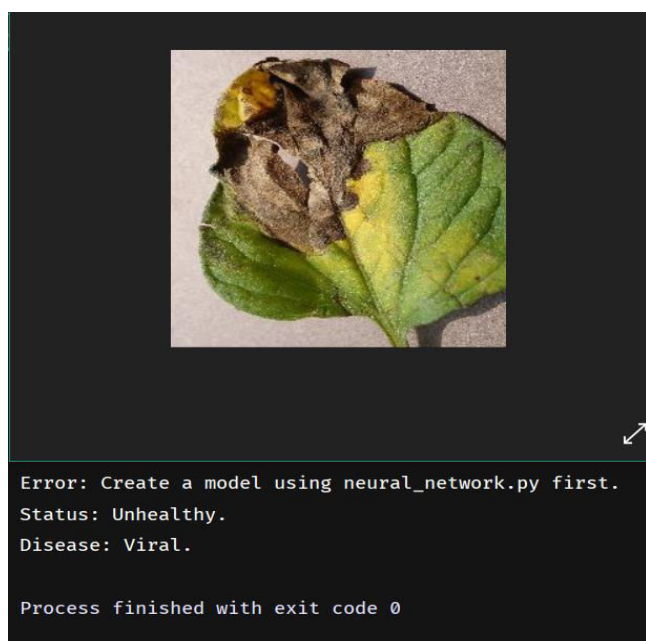 Error: Create a model using neural_network.py first.
Status: Unhealthy.
Disease: Viral.
Process finished with exit code 0